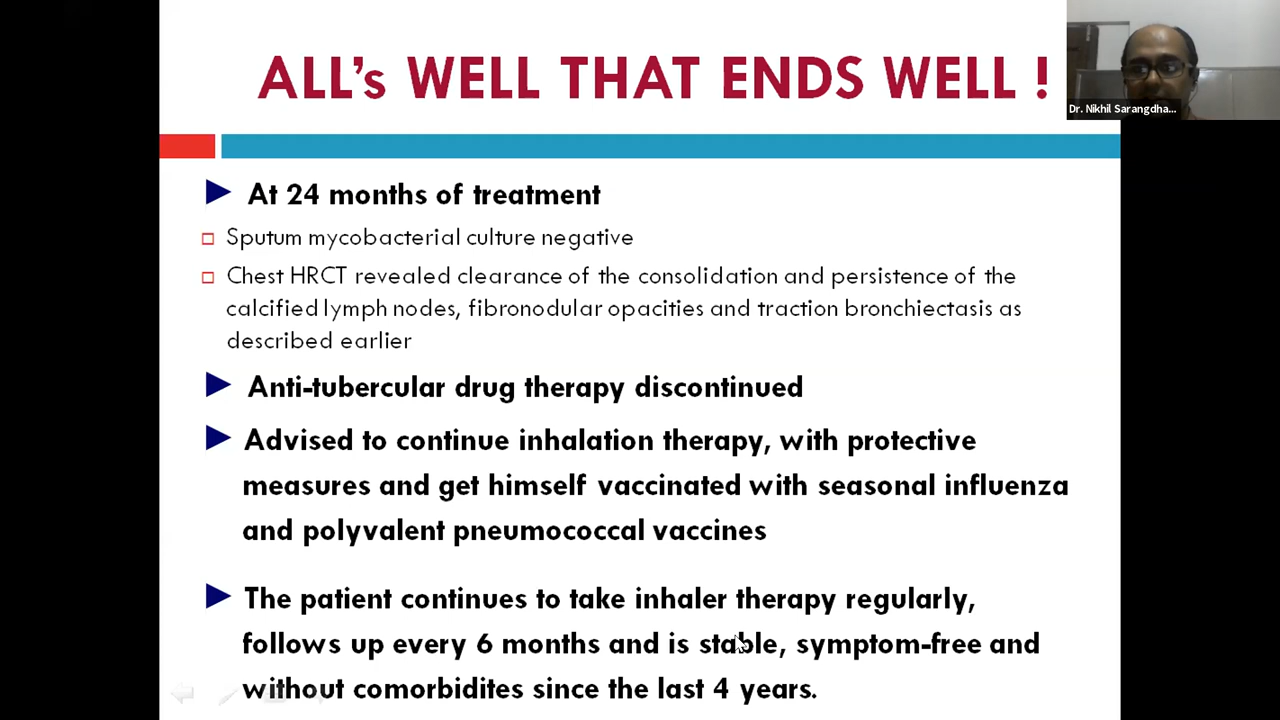 ALL's WELL THAT ENDS WELL !
Dr. Nikhil Sarangdha...
At 24 months of treatment
Sputum mycobacterial culture negative
Chest HRCT revealed clearance of the consolidation and persistence of the
calcified lymph nodes, fibronodular opacities and traction bronchiectasis as
described earlier
Anti-tubercular drug therapy discontinued
Advised to continue inhalation therapy, with protective
measures and get himself vaccinated with seasonal influenza
and polyvalent pneumococcal vaccines
The patient continues to take inhaler therapy regularly,
follows up every 6 months and is stable, symptom-free and
without comorbidites since the last 4 years.